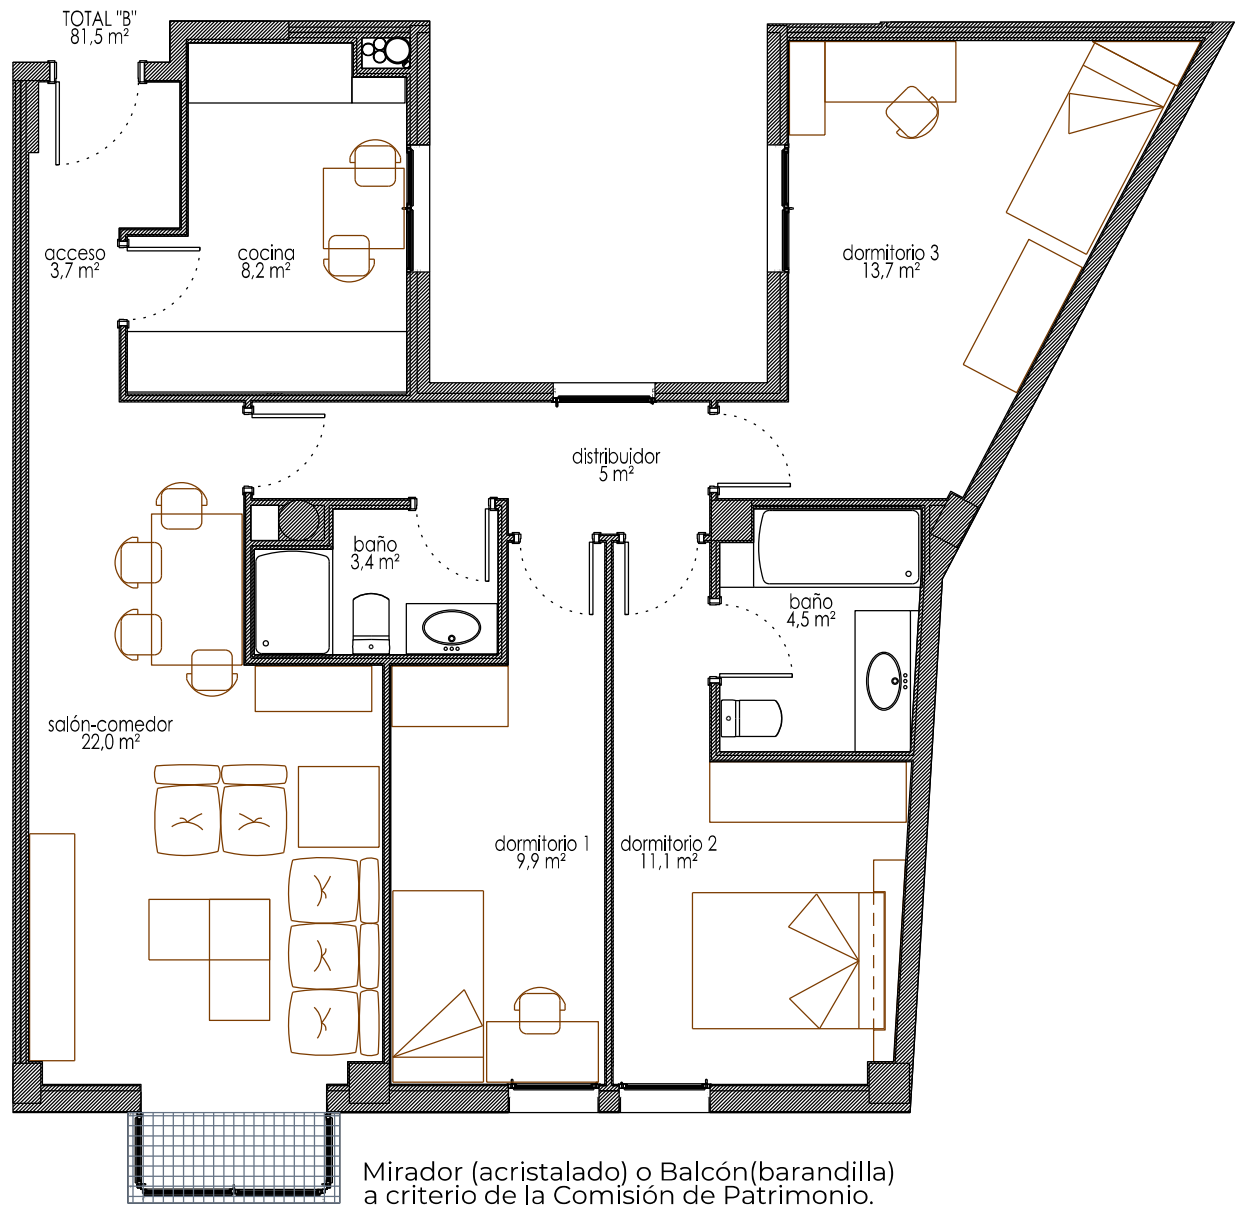 TOTAL "B"
81,5 m²
acceso
3,7 m²
cocina
8,2 m²
dormitorio 3
13,7 m²
distribuidor
5 m²
baño
3,4 m²
baño
4,5 m²
salón-comedor
22,0 m²
dormitorio 1
9,9 m²
dormitorio 2
11,1 m²
Mirador (acristalado) o Balcón(barandilla)
a criterio de la Comisión de Patrimonio.